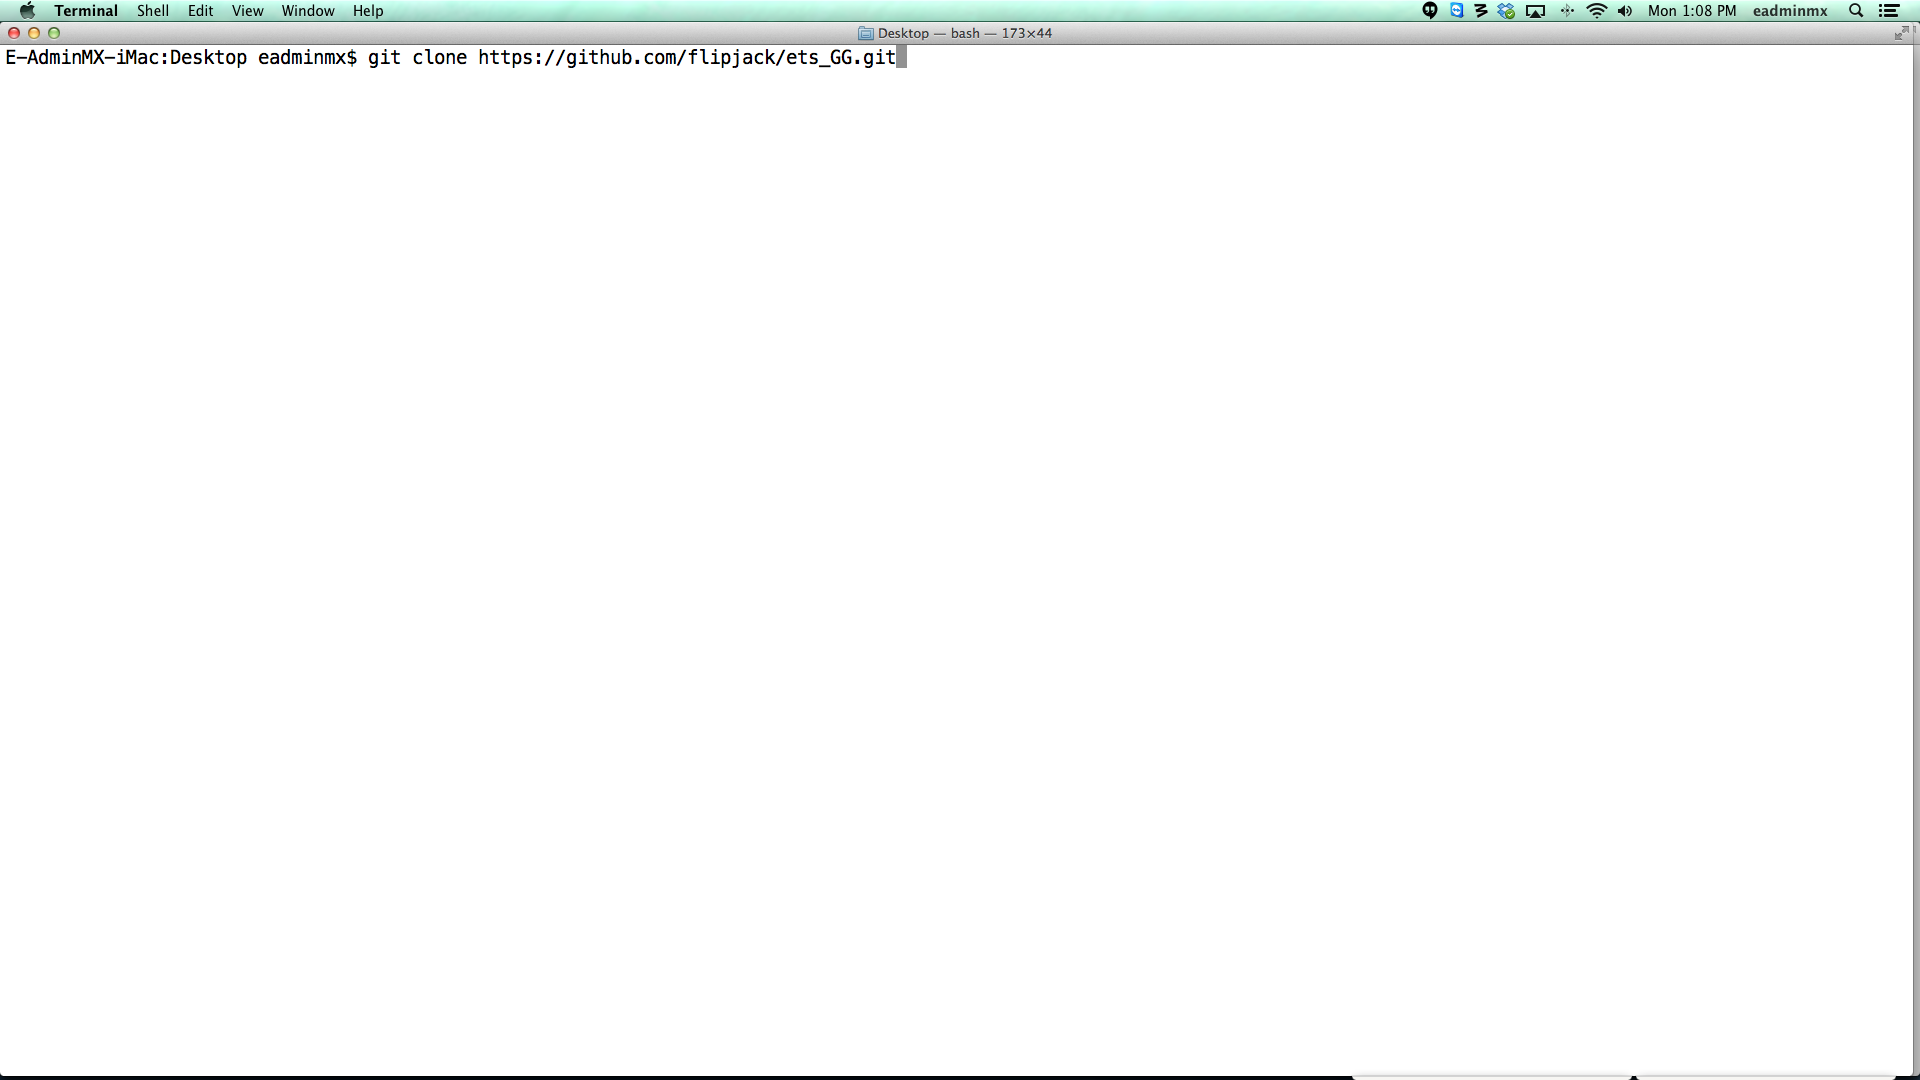 Terminal Shell Edit View Window Help Mon 1:08 PM eadminmx
Desktop — bash — 173×44
E-AdminMX-iMac:Desktop eadminmx$ git clone https://github.com/flipjack/ets_GG.git